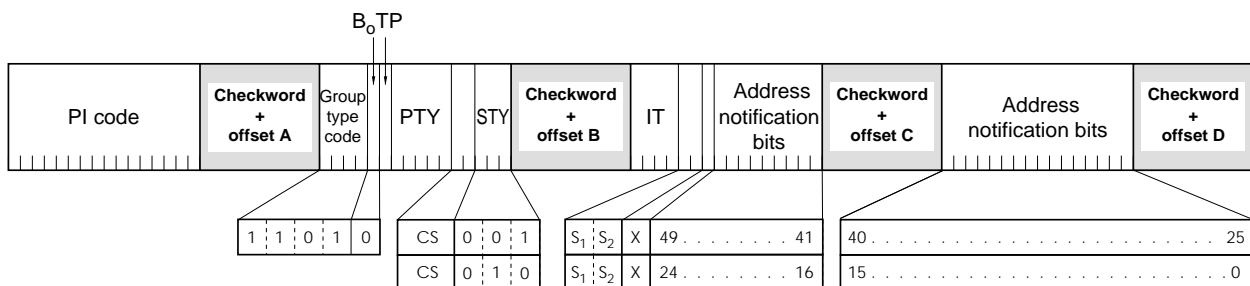 BoTP
PI code
Checkword
+
offset A
Group
type
code
PTY
STY
Checkword
+
offset B
IT
Address
notification
bits
Checkword
+
offset C
Address
notification bits
Checkword
+
offset D
1 1 0 1 0
CS 0 0 1
S1 S2 X 49 . . . . . . . . 41
40 . . . . . . . . . . . . . . . . . . . . . . . . . . . . . . . 25
CS 0 1 0
S1 S2 X 24 . . . . . . . . 16
15 . . . . . . . . . . . . . . . . . . . . . . . . . . . . . . . 0